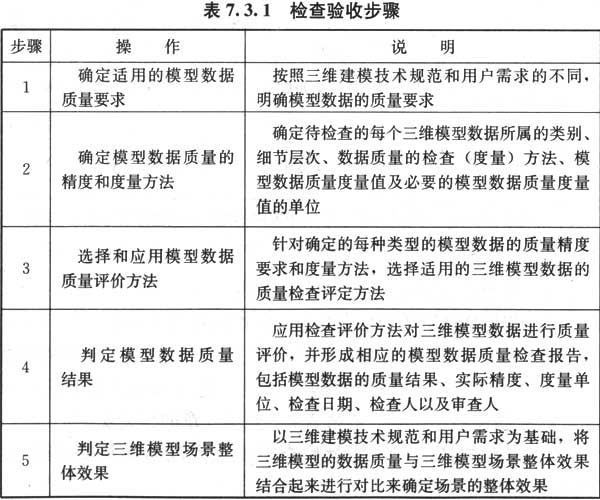 表 7.3.1 检查验收步骤
步骤 操 作 说 明
1 确定适用的模型数据
质量要求
按照三维建模技术规范和用户需求的不同，
明确模型数据的质量要求
2 确定模型数据质量的
精度和度量方法
确定待检查的每个三维模型数据所属的类别、
细节层次、数据质量的检查（度量）方法、模
型数据质量度量值及必要的模型数据质量度量
值的单位
3 选择和应用模型数据
质量评价方法
针对确定的每种类型的模型数据的质量精度
要求和度量方法，选择适用的三维模型数据的
质量检查评定方法
4 判定模型数据质量
结果
应用检查评价方法对三维模型数据进行质量
评价，并形成相应的模型数据质量检查报告，
包括模型数据的质量结果、实际精度、度量单
位、检查日期、检查人以及审查人
5 判定三维模型场景整
体效果
以三维建模技术规范和用户需求为基础，将
三维模型的数据质量与三维模型场景整体效果
结合起来进行对比来确定场景的整体效果